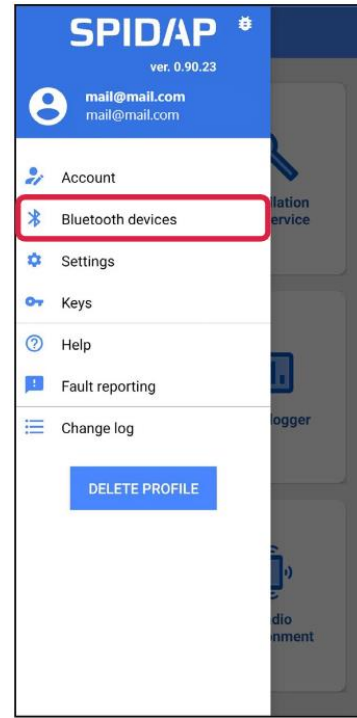 SPIDAP
ver. 0.90.23
mail@mail.com
mail@mail.com
Account
Bluetooth devices
Settings
Keys
Help
Fault reporting
Change log
DELETE PROFILE
logger